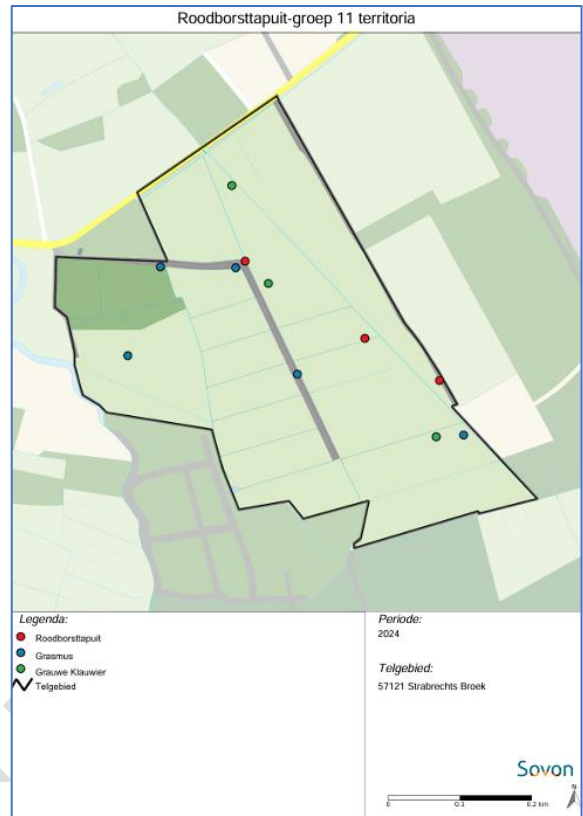 Roodborsttapuit-groep 11 territoria
Legenda:
Roodborsttapuit
Grasmus
Grauwe Klauwier
Telgebied
Periode:
2024
Telgebied:
57121 Strabrechts Broek
Sovon
N
0 0.1 0.2 km